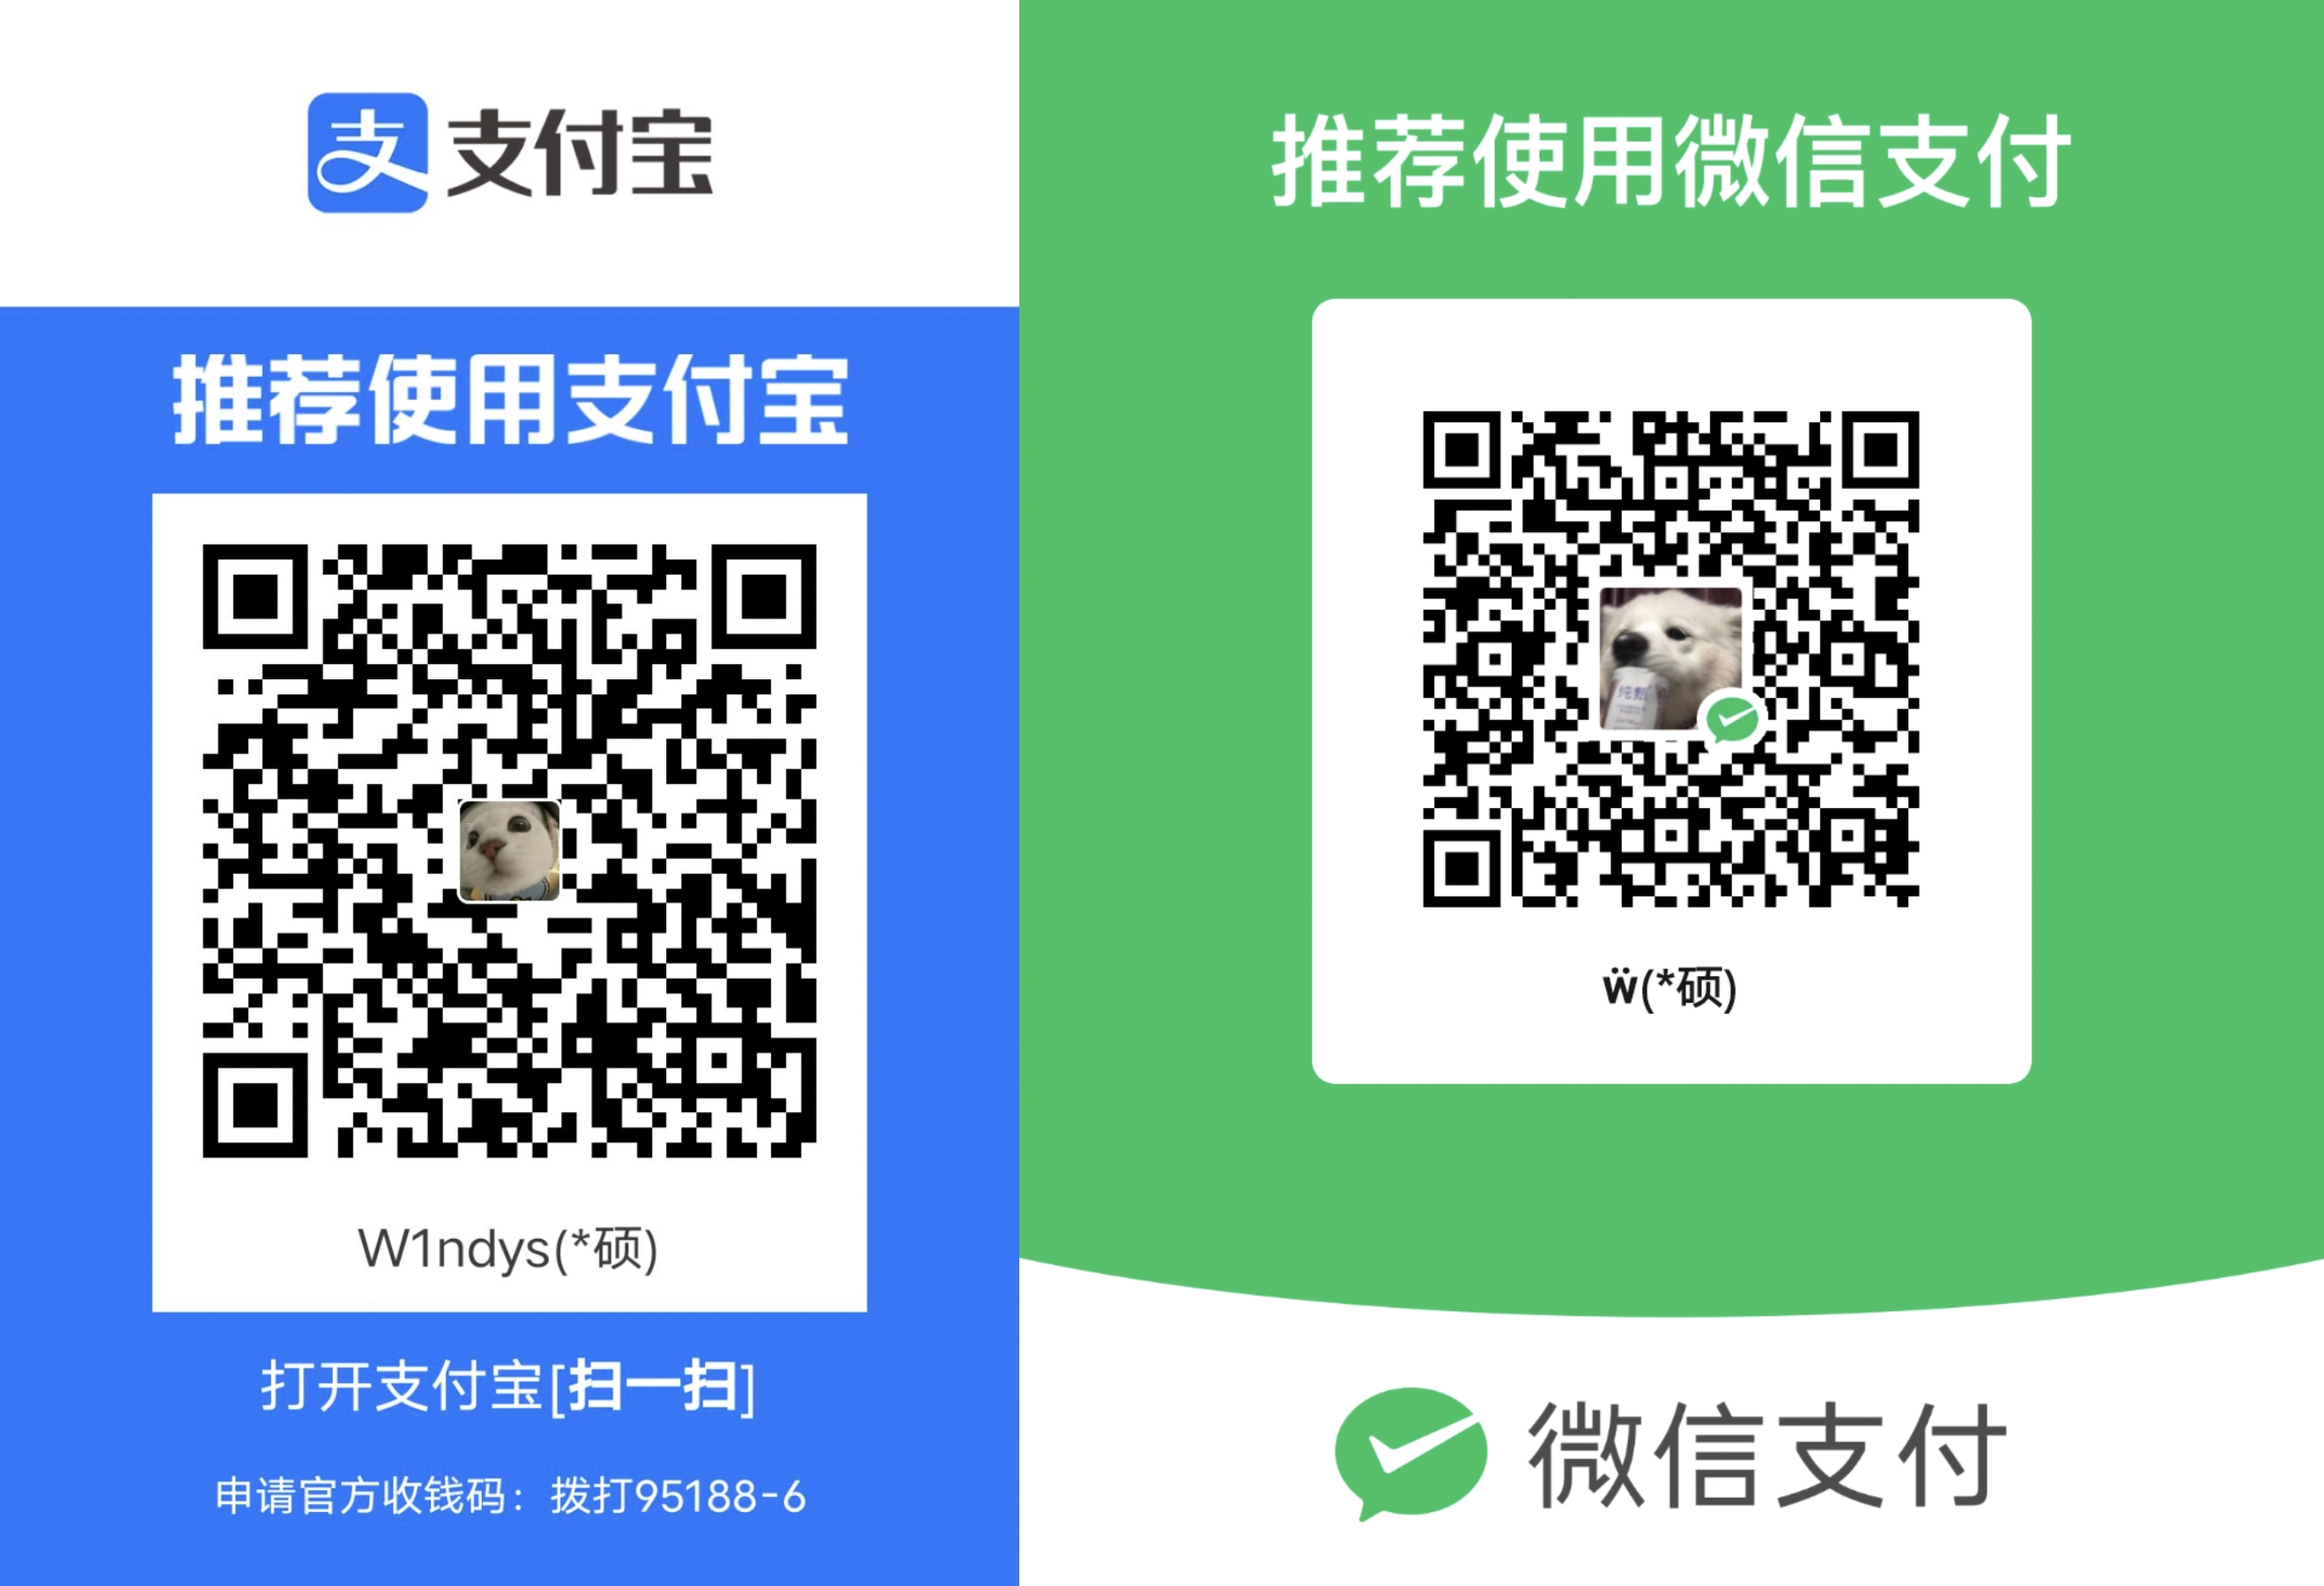 支付宝
推荐使用支付宝
W1ndys(*硕)
打开支付宝[扫一扫]
申请官方收钱码：拨打95188-6
推荐使用微信支付
纯甄
ẅ(*硕)
微信支付